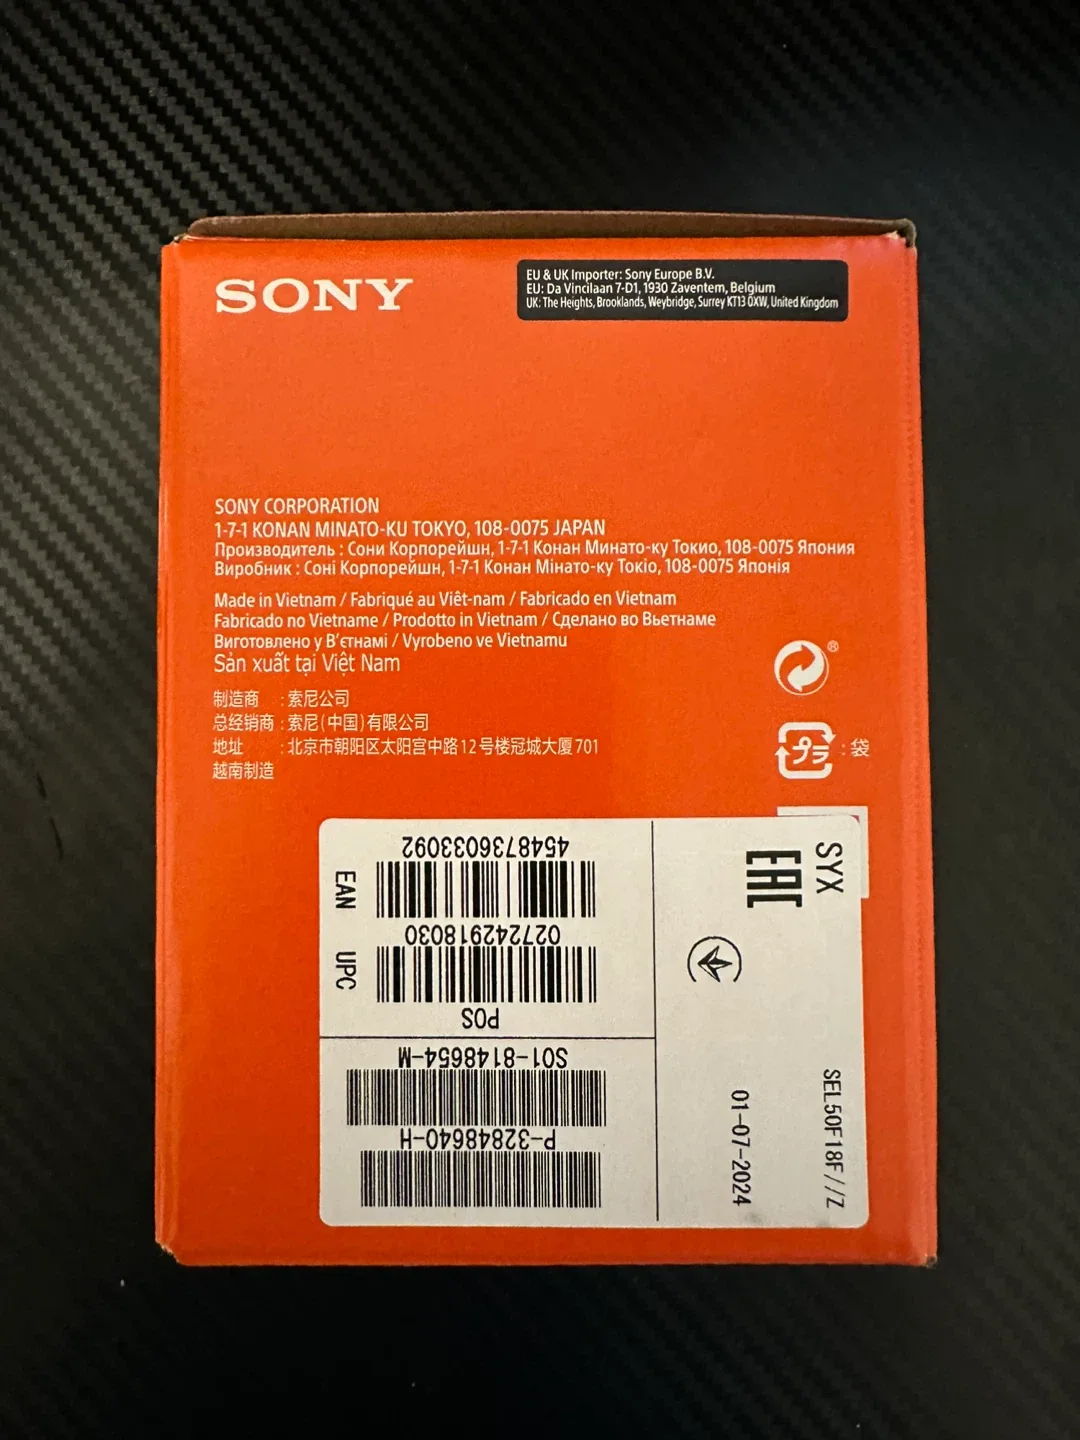 SONY
EU & UK Importer: Sony Europe B.V.
EU: Da Vincilaan 7-D1, 1930 Zaventem, Belgium
UK: The Heights, Brooklands, Weybridge, Surrey KT13 0XW, United Kingdom
SONY CORPORATION
1-7-1 KONAN MINATO-KU TOKYO, 108-0075 JAPAN
Производитель : Сони Корпорейшн, 1-7-1 Конан Минато-ку Токио, 108-0075 Япония
Виробник : Соні Корпорейшн, 1-7-1 Конан Мінато-ку Токіо, 108-0075 Японія
Made in Vietnam / Fabriqué au Viêt-nam / Fabricado en Vietnam
Fabricado no Vietname / Prodotto in Vietnam / Сделано во Вьетнаме
Виготовлено у В'єтнамі / Vyrobeno ve Vietnamu
Sản xuất tại Việt Nam
制造商 : 索尼公司
总经销商 : 索尼(中国)有限公司
地址 : 北京市朝阳区太阳宫中路12号楼冠城大厦701
越南制造
®
プラ : 袋
4548736033092
EAN
027242918030
UPC
POS
S01-8148654-M
P-32848640-H
SYX
EAC
SEL50F18F//Z
01-07-2024